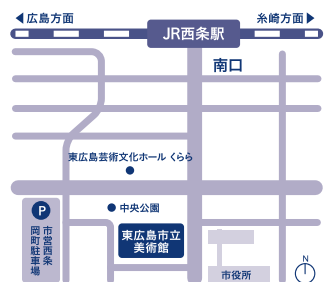 ◀広島方面
糸崎方面▶
JR西条駅
南口
東広島芸術文化ホール くらら
中央公園
P
市営西条
岡町駐車場
東広島市立
美術館
市役所
N